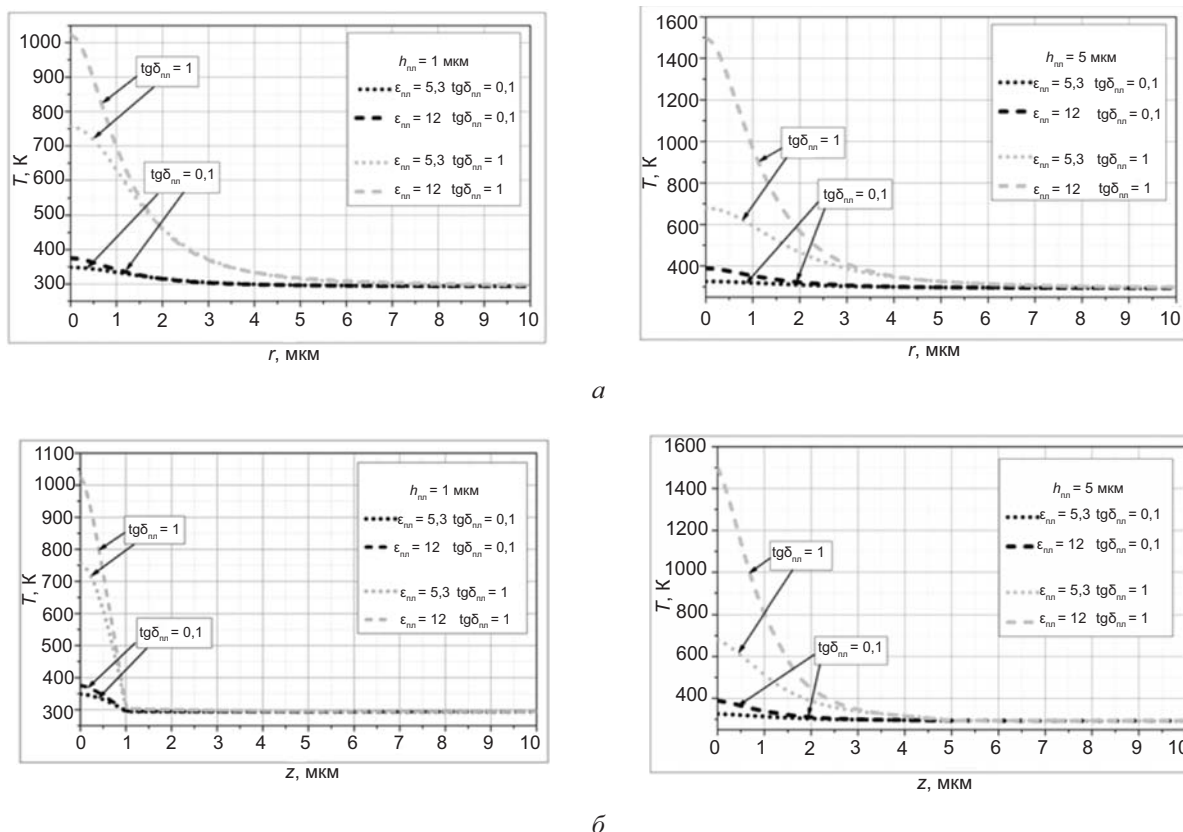 1000
900
800
750
600
500
400
300
T, К
0 1 2 3 4 5 6 7 8 9 10
r, мкм
tgδпл = 1
tgδпл = 0,1
hпл = 1 мкм
εпл = 5,3 tgδпл = 0,1
εпл = 12 tgδпл = 0,1
εпл = 5,3 tgδпл = 1
εпл = 12 tgδпл = 1
1600
1400
1200
1000
800
600
400
T, К
0 1 2 3 4 5 6 7 8 9 10
r, мкм
tgδпл = 1
tgδпл = 0,1
hпл = 5 мкм
εпл = 5,3 tgδпл = 0,1
εпл = 12 tgδпл = 0,1
εпл = 5,3 tgδпл = 1
εпл = 12 tgδпл = 1
а
1100
1000
900
800
700
600
500
400
300
T, К
0 1 2 3 4 5 6 7 8 9 10
z, мкм
tgδпл = 1
tgδпл = 0,1
hпл = 1 мкм
εпл = 5,3 tgδпл = 0,1
εпл = 12 tgδпл = 0,1
εпл = 5,3 tgδпл = 1
εпл = 12 tgδпл = 1
1600
1400
1200
1000
800
600
400
T, К
0 1 2 3 4 5 6 7 8 9 10
z, мкм
tgδпл = 1
tgδпл = 0,1
hпл = 5 мкм
εпл = 5,3 tgδпл = 0,1
εпл = 12 tgδпл = 0,1
εпл = 5,3 tgδпл = 1
εпл = 12 tgδпл = 1
б